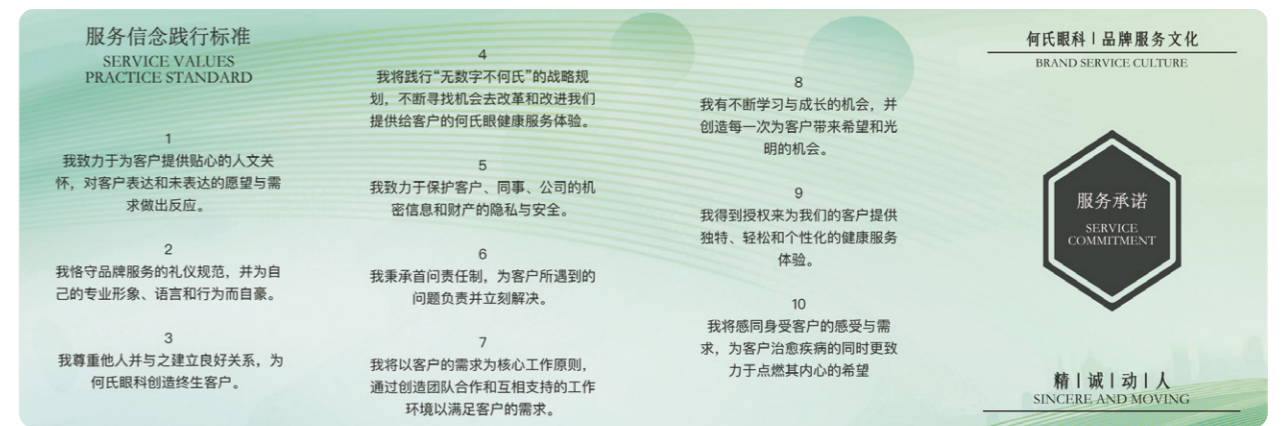 服务信念践行标准
SERVICE VALUES
PRACTICE STANDARD
1
我致力于为客户提供贴心的人文关
怀，对客户表达和未表达的愿望与需
求做出反应。
2
我恪守品牌服务的礼仪规范，并为自
己的专业形象、语言和行为而自豪。
3
我尊重他人并与之建立良好关系，为
何氏眼科创造终生客户。
4
我将践行“无数字不何氏”的战略规
划，不断寻找机会去改革和改进我们
提供给客户的何氏眼健康服务体验。
5
我致力于保护客户、同事、公司的机
密信息和财产的隐私与安全。
6
我秉承首问责任制，为客户所遇到的
问题负责并立刻解决。
7
我将以客户的需求为核心工作原则，
通过创造团队合作和互相支持的工作
环境以满足客户的需求。
8
我有不断学习与成长的机会，并
创造每一次为客户带来希望和光
明的机会。
9
我得到授权来为我们的客户提供
独特、轻松和个性化的健康服务
体验。
10
我将感同身受客户的感受与需
求，为客户治愈疾病的同时更致
力于点燃其内心的希望
何氏眼科 | 品牌服务文化
BRAND SERVICE CULTURE
服务承诺
SERVICE
COMMITMENT
精 | 诚 | 动 | 人
SINCERE AND MOVING